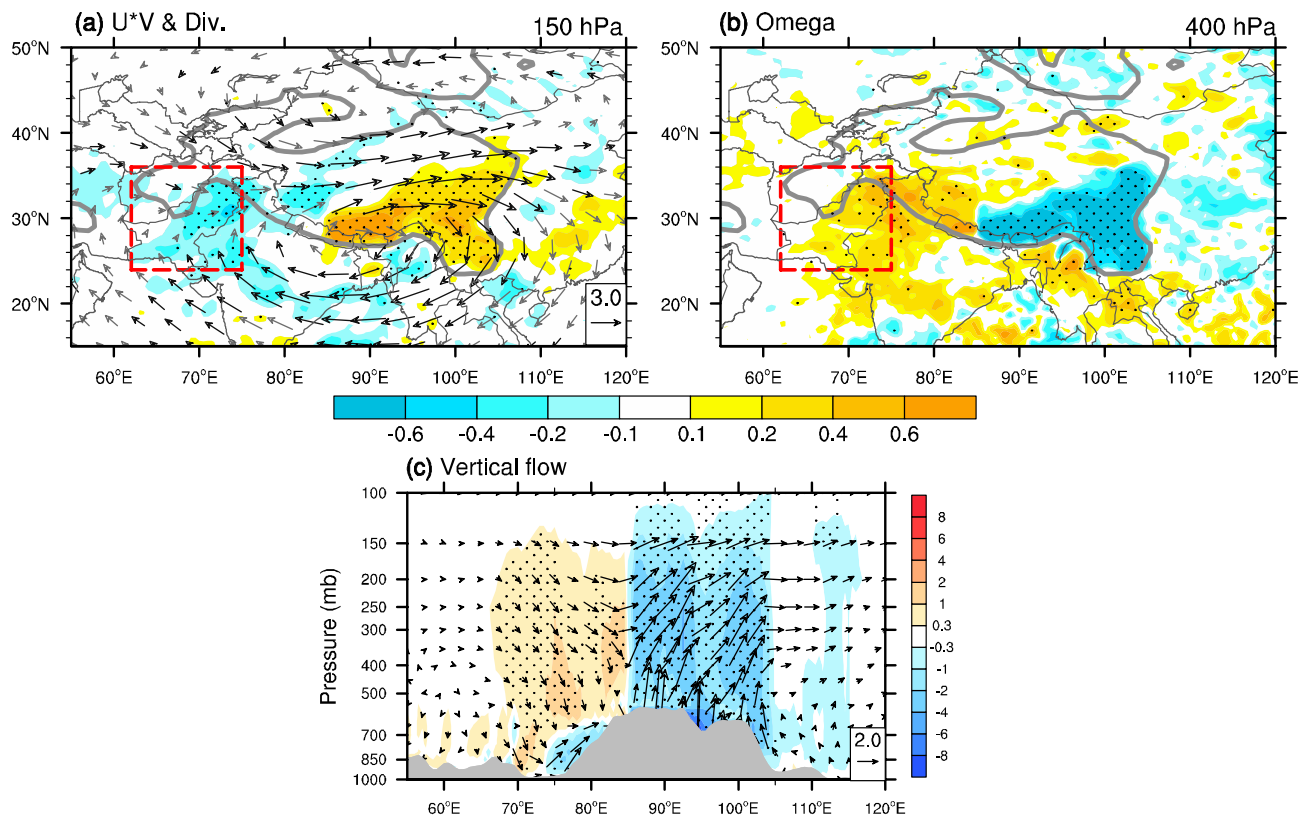 (a) U*V & Div.
150 hPa
(b) Omega
400 hPa
50°N
40°N
30°N
20°N
3.0
60°E 70°E 80°E 90°E 100°E 110°E 120°E
50°N
40°N
30°N
20°N
60°E 70°E 80°E 90°E 100°E 110°E 120°E
-0.6 -0.4 -0.2 -0.1 0.1 0.2 0.4 0.6
(c) Vertical flow
Pressure (mb)
100
150
200
250
300
400
500
700
850
1000
2.0
60°E 70°E 80°E 90°E 100°E 110°E 120°E
8
6
4
2
1
0.3
-0.3
-1
-2
-4
-6
-8